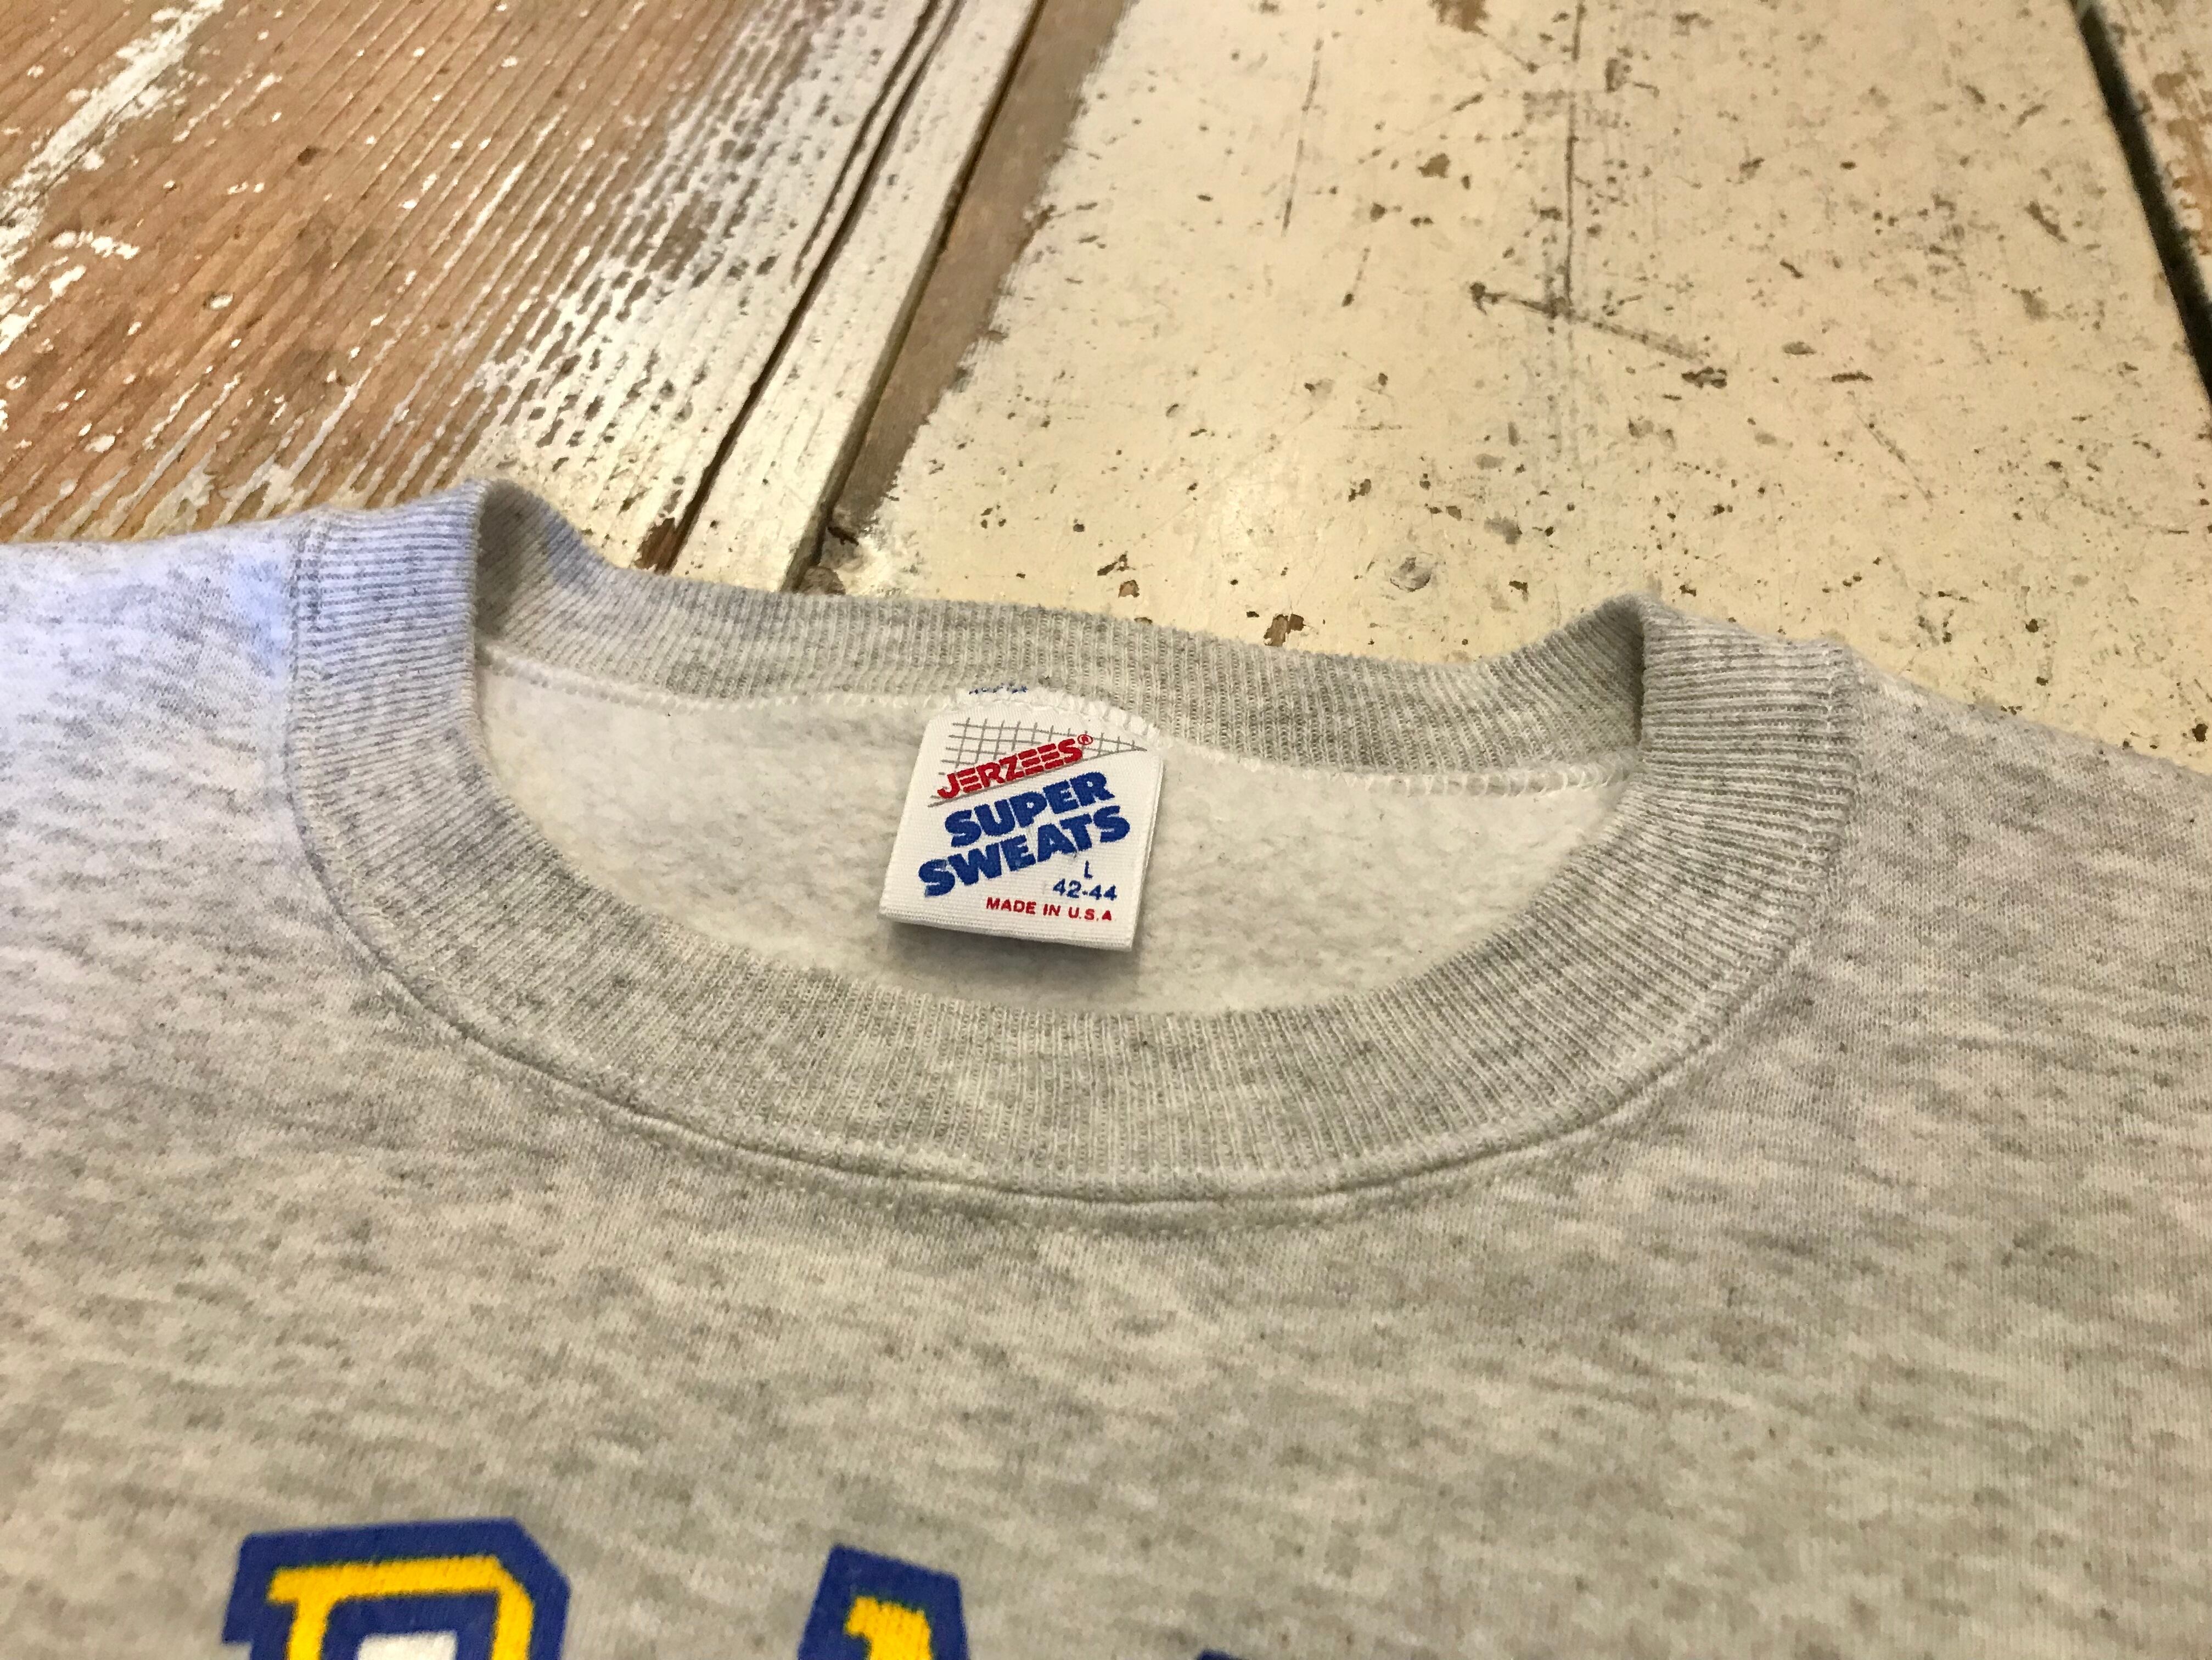 JERZEES®
SUPER
SWEATS
L
42-44
MADE IN U.S.A